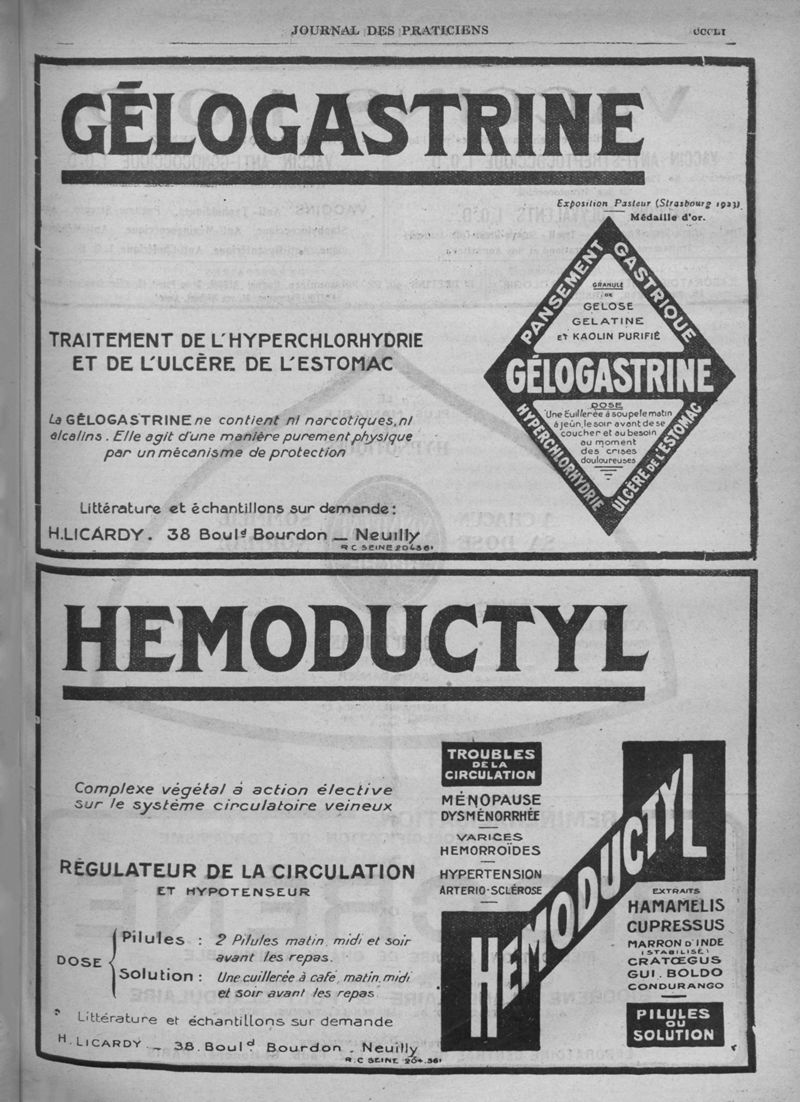 JOURNAL DES PRATICIENS
CCCLI
GÉLOGASTRINE
Exposition Pasteur (Strasbourg 1923)
Médaille d'or.
PANSEMENT GASTRIQUE
GRANULÉ
DE
GELOSE
GELATINE
ET KAOLIN PURIFIÉ
GÉLOGASTRINE
DOSE
Une Cuillerée à soupe le matin
à jeûn, le soir avant de se
coucher et au besoin
au moment
des crises
douloureuses
HYPERCHLORHYDRIE
ULCÈRE DE L'ESTOMAC
TRAITEMENT DE L'HYPERCHLORHYDRIE
ET DE L'ULCÈRE DE L'ESTOMAC
La GÉLOGASTRINE ne contient ni narcotiques, ni
alcalins. Elle agit d'une manière purement physique
par un mécanisme de protection
Littérature et échantillons sur demande:
H. LICARDY. 38 Boulᵈ Bourdon _ Neuilly
R C SEINE 204361
HEMODUCTYL
Complexe végétal à action élective
sur le système circulatoire veineux
RÉGULATEUR DE LA CIRCULATION
ET HYPOTENSEUR
DOSE
Pilules : 2 Pilules matin, midi et soir
avant les repas.
Solution : Une cuillerée à café, matin, midi
et soir avant les repas
Littérature et échantillons sur demande
H. LICARDY. _ 38. Boulᵈ Bourdon. Neuilly
R.C SEINE 204.361
TROUBLES
DE LA
CIRCULATION
MÉNOPAUSE
DYSMÉNORRHÉE
VARICES
HEMORROÏDES
HYPERTENSION
ARTERIO-SCLÉROSE
HEMODUCTYL
EXTRAITS
HAMAMELIS
CUPRESSUS
MARRON D'INDE
(STABILISÉ)
CRATŒGUS
GUI. BOLDO
CONDURANGO
PILULES
OU
SOLUTION